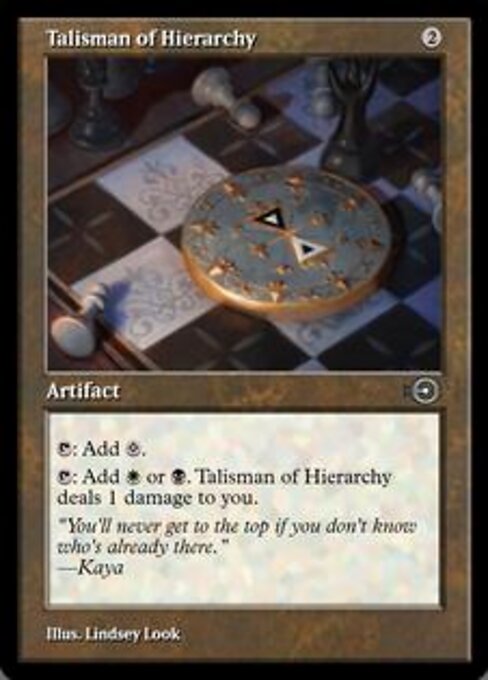 Talisman of Hierarchy 2
Artifact
: Add .
: Add or . Talisman of Hierarchy
deals 1 damage to you.
"You'll never get to the top if you don't know
who's already there."
—Kaya
Illus. Lindsey Look